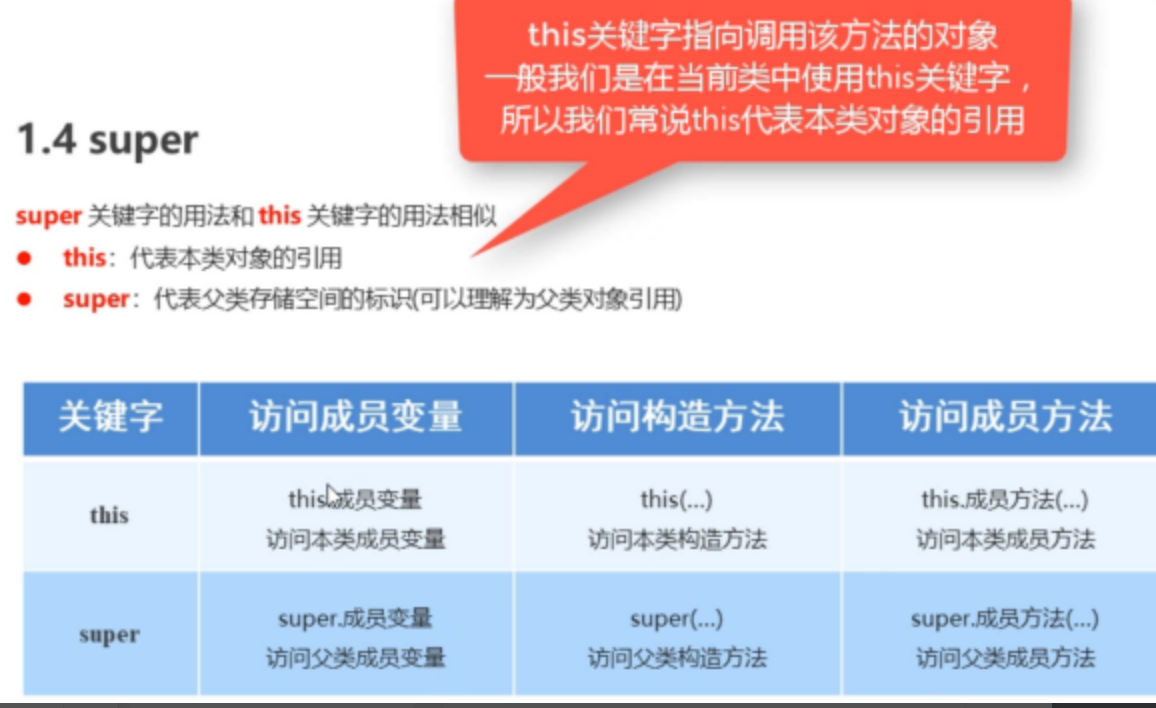 this关键字指向调用该方法的对象
一般我们是在当前类中使用this关键字，
所以我们常说this代表本类对象的引用
1.4 super
super 关键字的用法和 this 关键字的用法相似
● this：代表本类对象的引用
● super：代表父类存储空间的标识(可以理解为父类对象引用)
关键字 访问成员变量 访问构造方法 访问成员方法
this
this.成员变量 this(...) this.成员方法(...)
访问本类成员变量 访问本类构造方法 访问本类成员方法
super
super.成员变量 super(...) super.成员方法(...)
访问父类成员变量 访问父类构造方法 访问父类成员方法